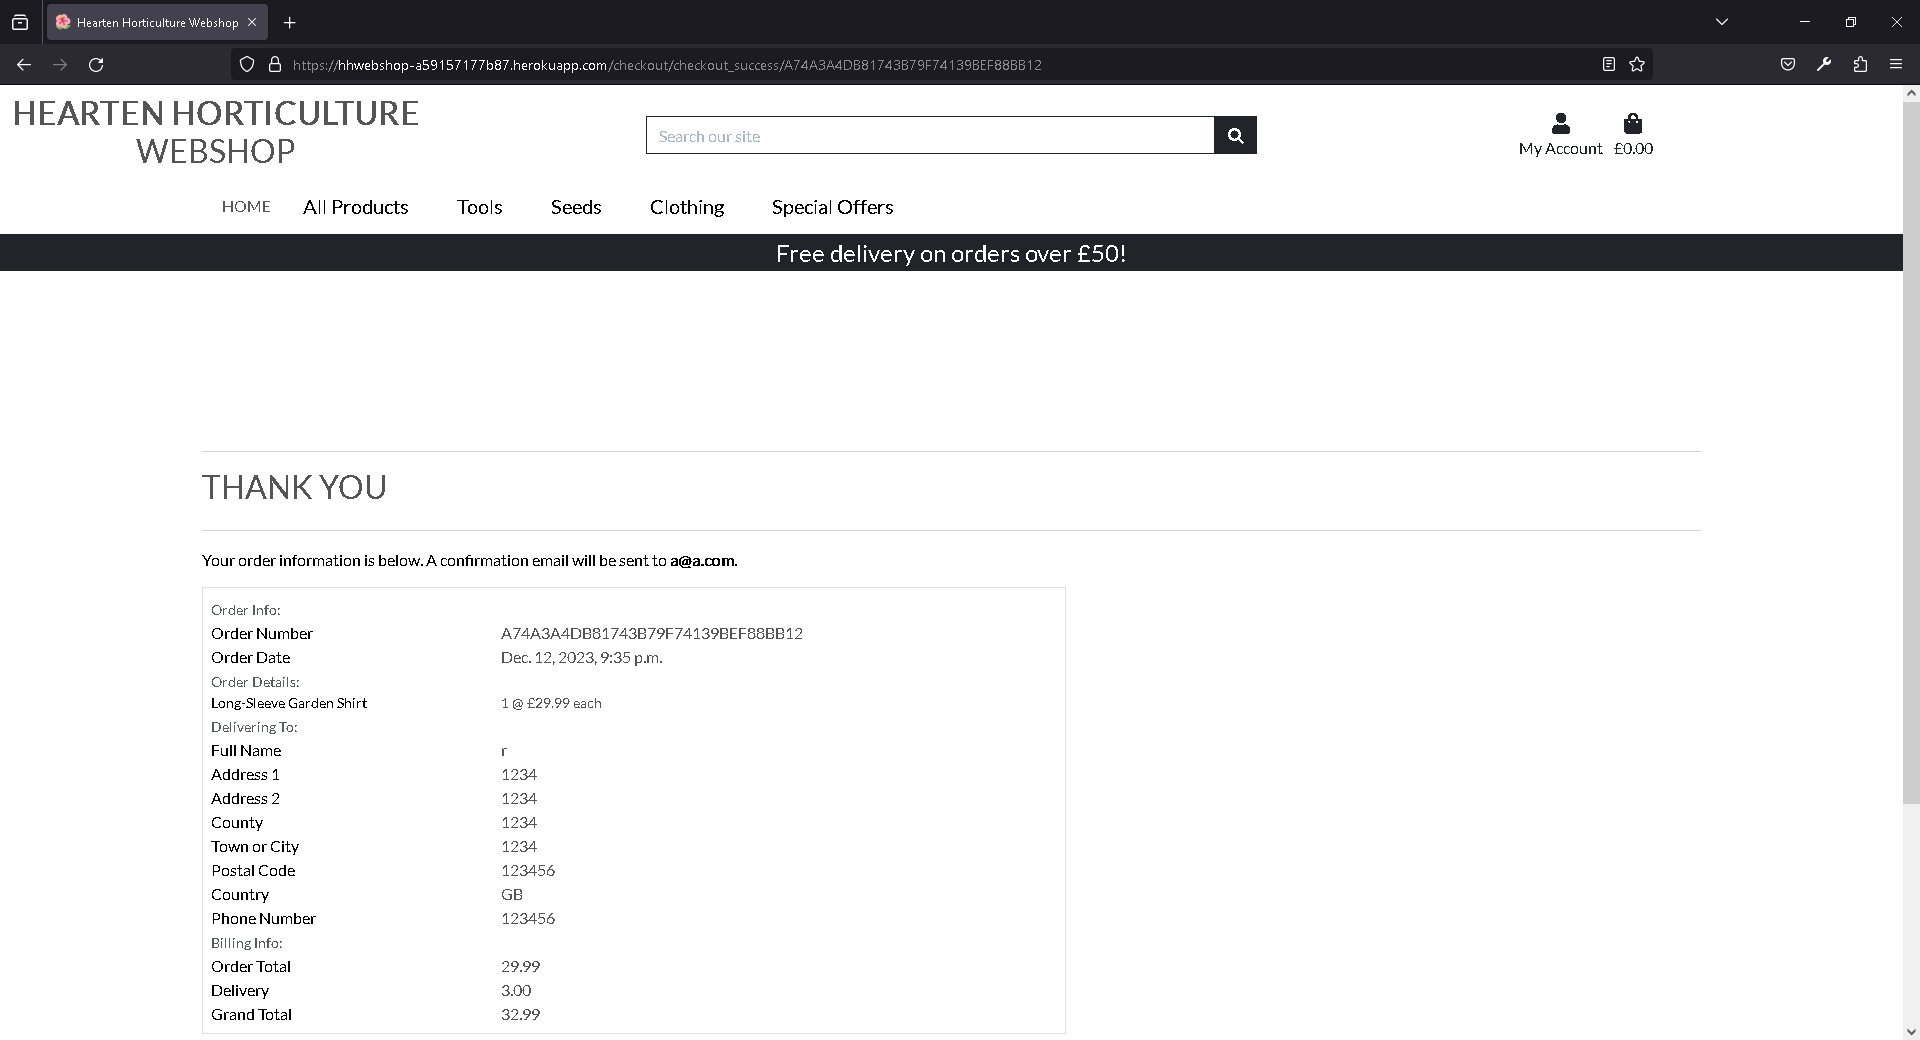 Hearten Horticulture Webshop
https://hhwebshop-a59157177b87.herokuapp.com/checkout/checkout_success/A74A3A4DB81743B79F74139BEF88BB12
HEARTEN HORTICULTURE
WEBSHOP
Search our site
My Account £0.00
HOME All Products Tools Seeds Clothing Special Offers
Free delivery on orders over £50!
THANK YOU
Your order information is below. A confirmation email will be sent to a@a.com.
Order Info:
Order Number A74A3A4DB81743B79F74139BEF88BB12
Order Date Dec. 12, 2023, 9:35 p.m.
Order Details:
Long-Sleeve Garden Shirt 1 @ £29.99 each
Delivering To:
Full Name r
Address 1 1234
Address 2 1234
County 1234
Town or City 1234
Postal Code 123456
Country GB
Phone Number 123456
Billing Info:
Order Total 29.99
Delivery 3.00
Grand Total 32.99